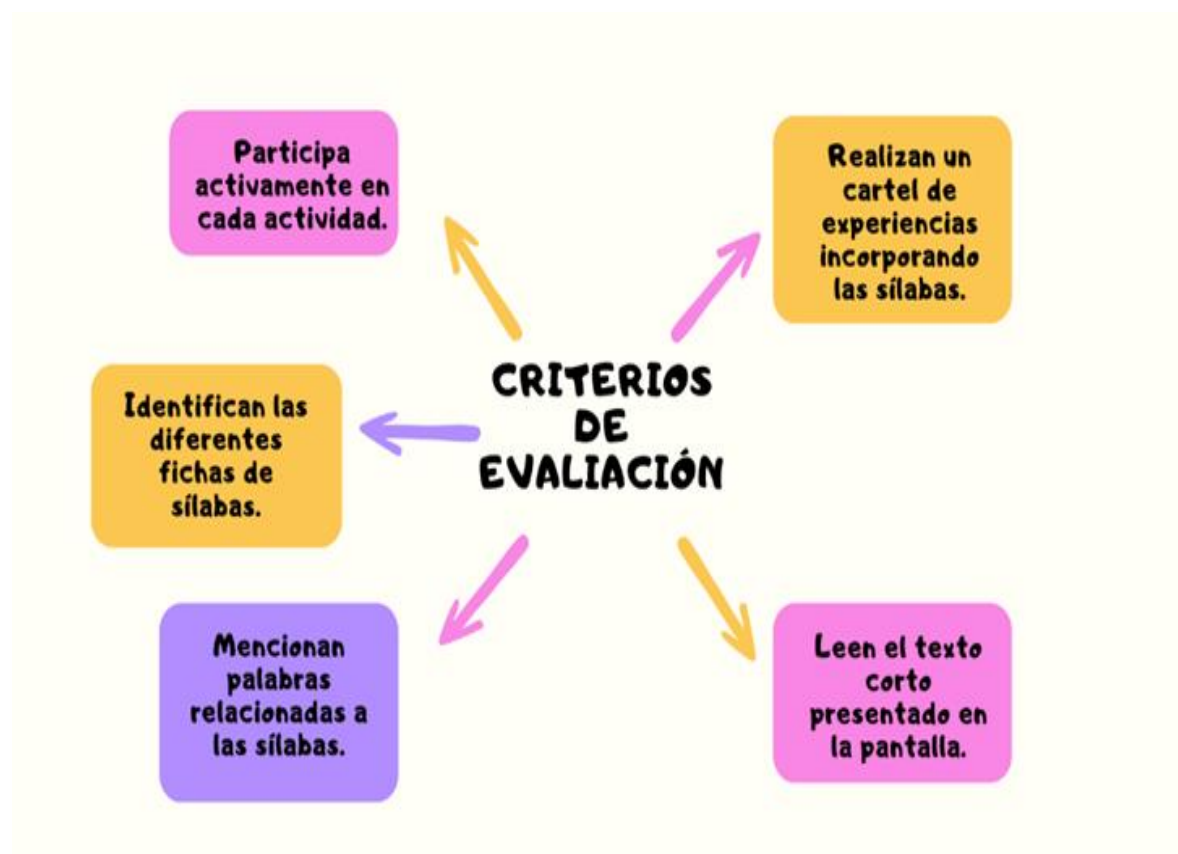 Participa
activamente en
cada actividad.
Realizan un
cartel de
experiencias
incorporando
las sílabas.
CRITERIOS
DE
EVALIACIÓN
Identifican las
diferentes
fichas de
sílabas.
Mencionan
palabras
relacionadas a
las sílabas.
Leen el texto
corto
presentado en
la pantalla.